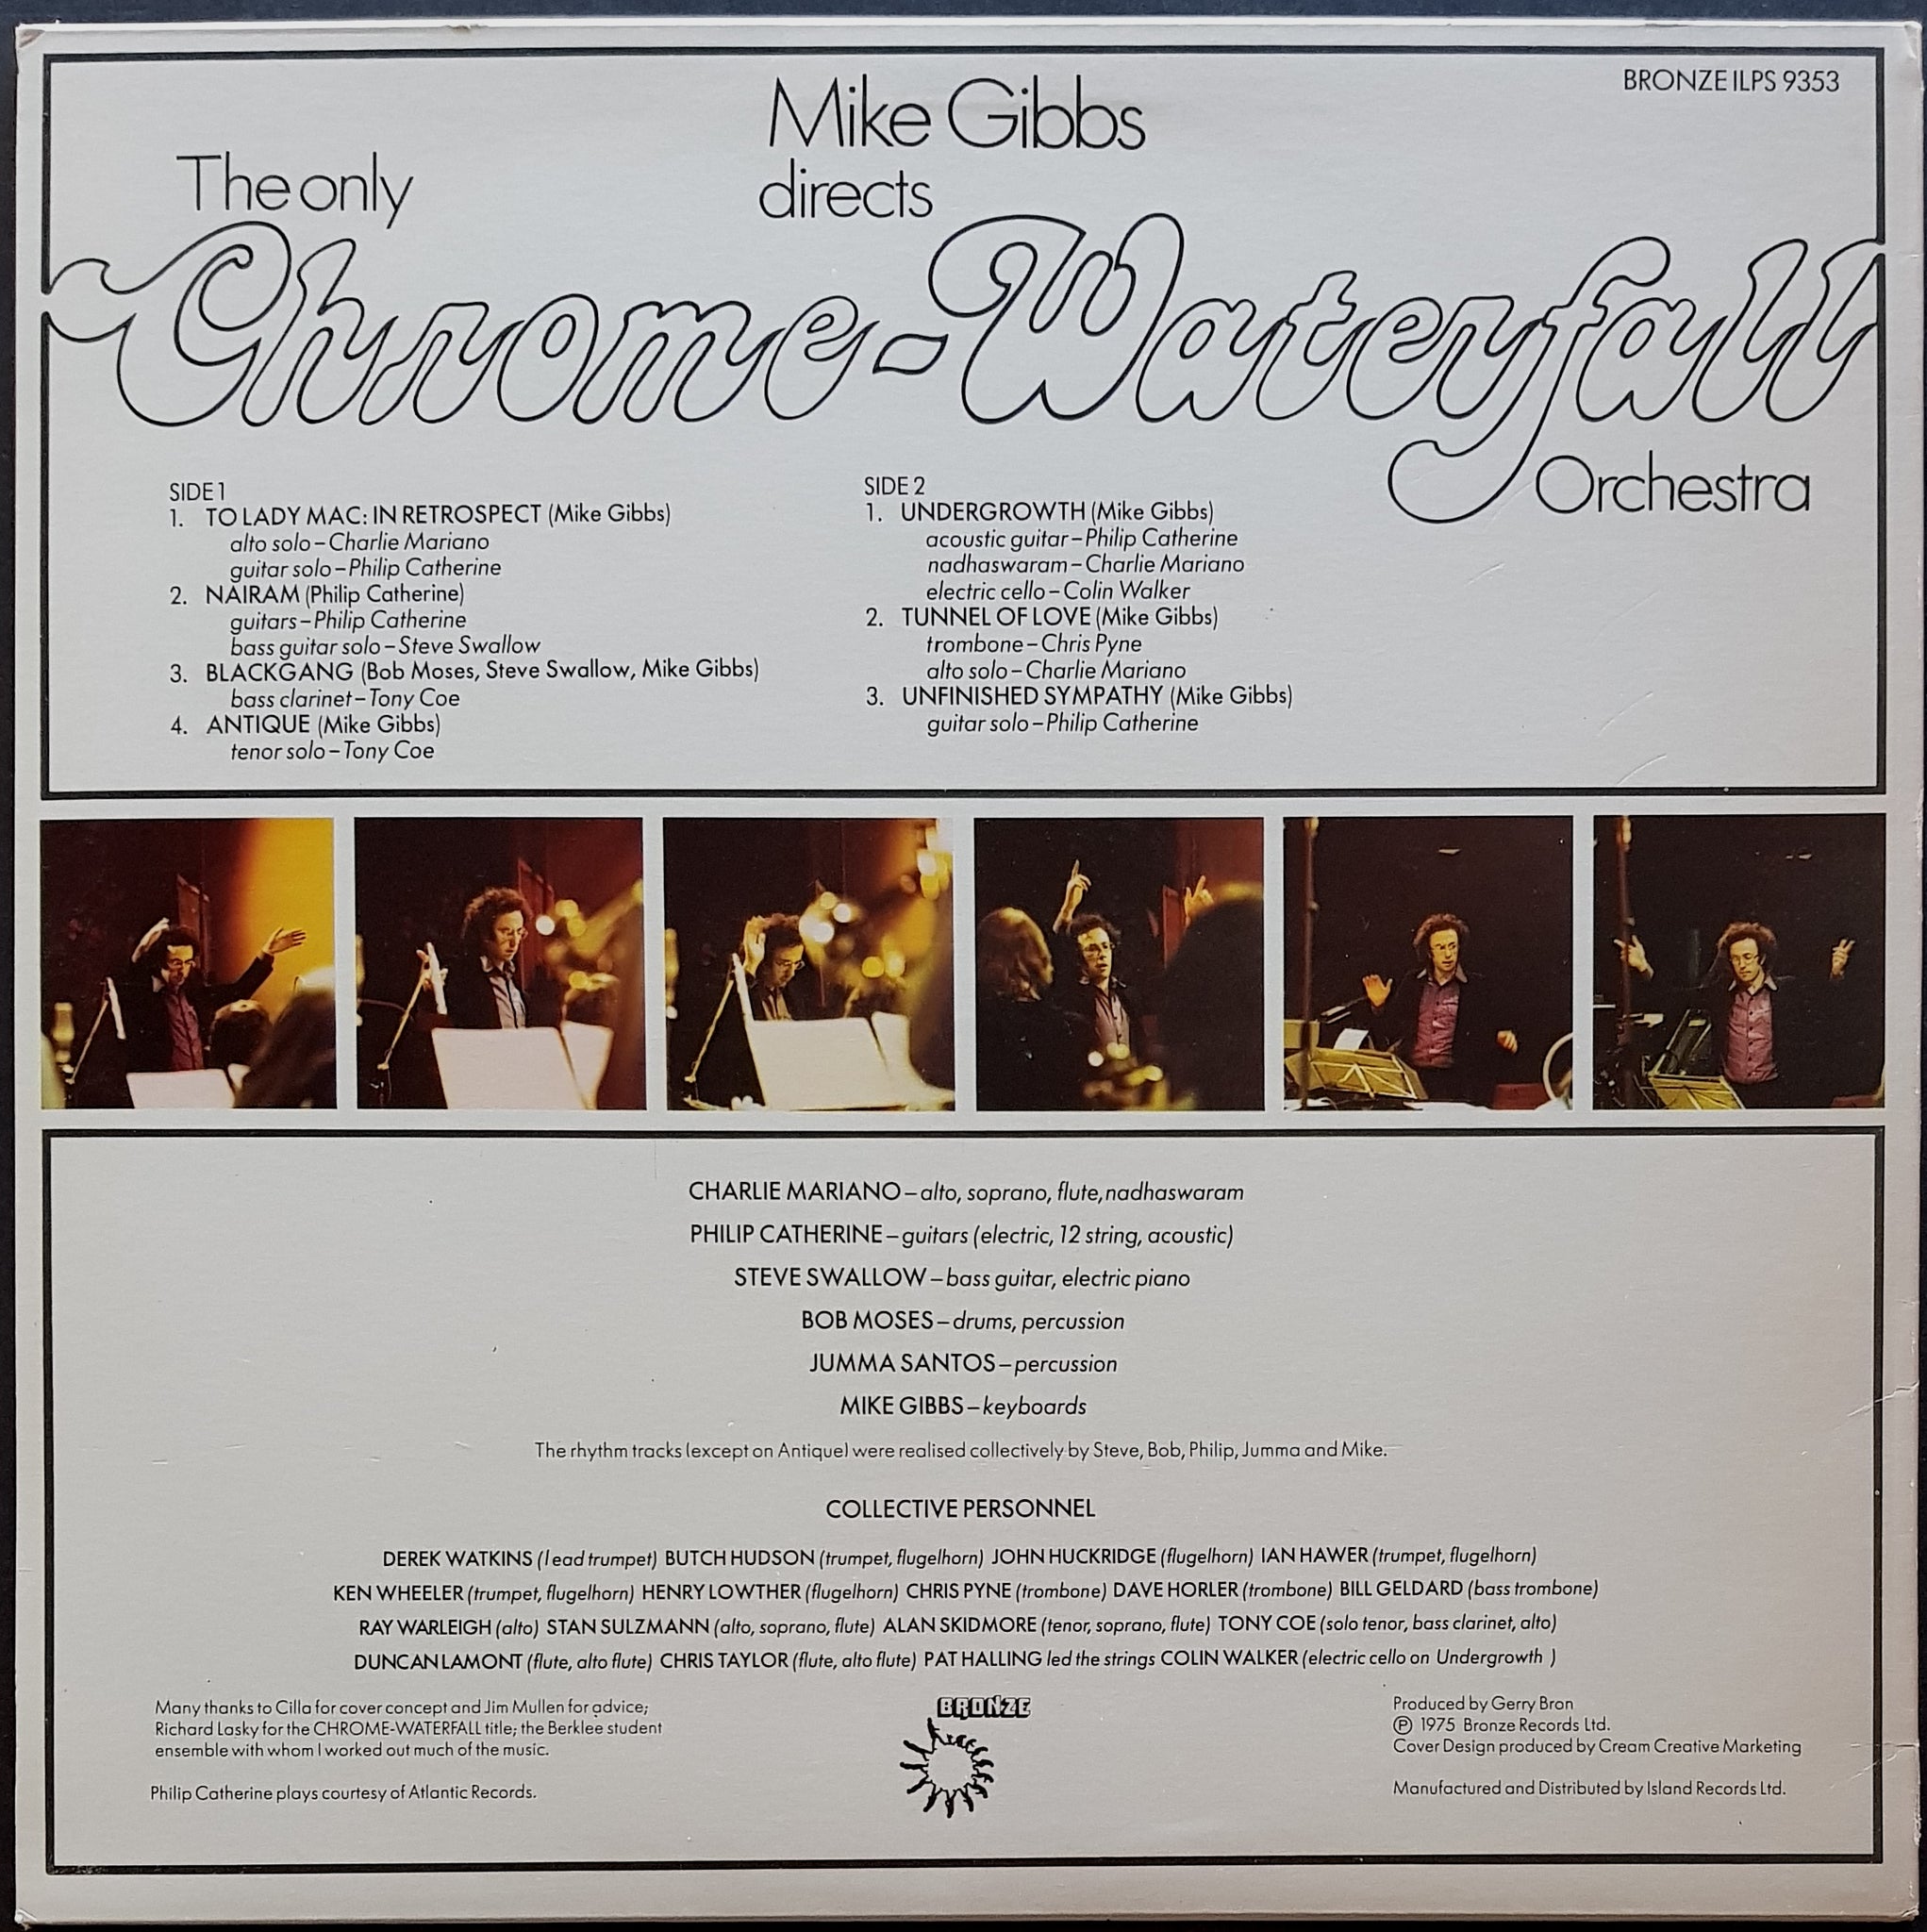 BRONZE ILPS 9353
Mike Gibbs
directs
The only
Chrome-Waterfall
Orchestra
SIDE 1
1. TO LADY MAC: IN RETROSPECT (Mike Gibbs)
alto solo – Charlie Mariano
guitar solo – Philip Catherine
2. NAIRAM (Philip Catherine)
guitars – Philip Catherine
bass guitar solo – Steve Swallow
3. BLACKGANG (Bob Moses, Steve Swallow, Mike Gibbs)
bass clarinet – Tony Coe
4. ANTIQUE (Mike Gibbs)
tenor solo – Tony Coe
SIDE 2
1. UNDERGROWTH (Mike Gibbs)
acoustic guitar – Philip Catherine
nadhaswaram – Charlie Mariano
electric cello – Colin Walker
2. TUNNEL OF LOVE (Mike Gibbs)
trombone – Chris Pyne
alto solo – Charlie Mariano
3. UNFINISHED SYMPATHY (Mike Gibbs)
guitar solo – Philip Catherine
CHARLIE MARIANO – alto, soprano, flute, nadhaswaram
PHILIP CATHERINE – guitars (electric, 12 string, acoustic)
STEVE SWALLOW – bass guitar, electric piano
BOB MOSES – drums, percussion
JUMMA SANTOS – percussion
MIKE GIBBS – keyboards
The rhythm tracks (except on Antique) were realised collectively by Steve, Bob, Philip, Jumma and Mike.
COLLECTIVE PERSONNEL
DEREK WATKINS (lead trumpet) BUTCH HUDSON (trumpet, flugelhorn) JOHN HUCKRIDGE (flugelhorn) IAN HAWER (trumpet, flugelhorn)
KEN WHEELER (trumpet, flugelhorn) HENRY LOWTHER (flugelhorn) CHRIS PYNE (trombone) DAVE HORLER (trombone) BILL GELDARD (bass trombone)
RAY WARLEIGH (alto) STAN SULZMANN (alto, soprano, flute) ALAN SKIDMORE (tenor, soprano, flute) TONY COE (solo tenor, bass clarinet, alto)
DUNCAN LAMONT (flute, alto flute) CHRIS TAYLOR (flute, alto flute) PAT HALLING led the strings COLIN WALKER (electric cello on Undergrowth )
Many thanks to Cilla for cover concept and Jim Mullen for advice;
Richard Lasky for the CHROME-WATERFALL title; the Berklee student
ensemble with whom I worked out much of the music.
Philip Catherine plays courtesy of Atlantic Records.
BRONZE
Produced by Gerry Bron
Ⓟ 1975 Bronze Records Ltd.
Cover Design produced by Cream Creative Marketing
Manufactured and Distributed by Island Records Ltd.